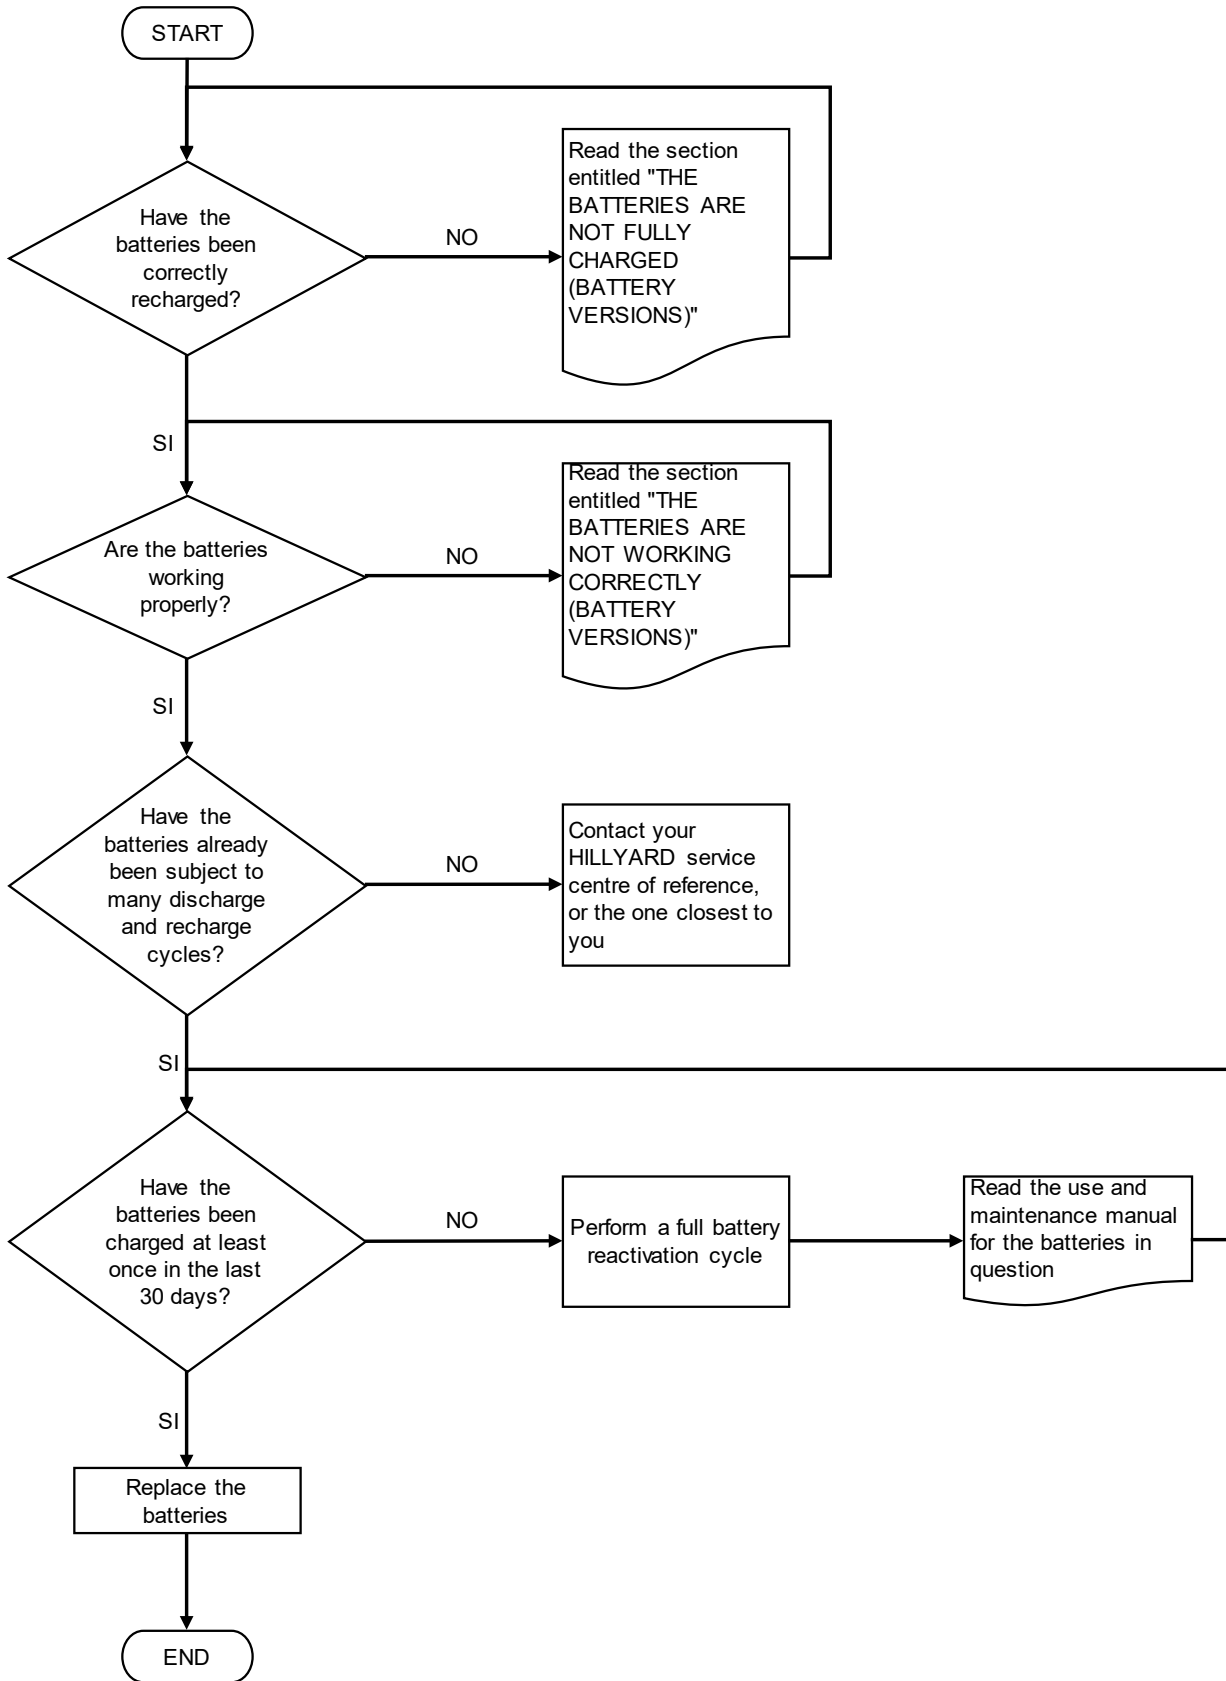 START
Have the
batteries been
correctly
recharged?
NO
Read the section
entitled "THE
BATTERIES ARE
NOT FULLY
CHARGED
(BATTERY
VERSIONS)"
SI
Are the batteries
working
properly?
NO
Read the section
entitled "THE
BATTERIES ARE
NOT WORKING
CORRECTLY
(BATTERY
VERSIONS)"
SI
Have the
batteries already
been subject to
many discharge
and recharge
cycles?
NO
Contact your
HILLYARD service
centre of reference,
or the one closest to
you
SI
Have the
batteries been
charged at least
once in the last
30 days?
NO
Perform a full battery
reactivation cycle
Read the use and
maintenance manual
for the batteries in
question
SI
Replace the
batteries
END